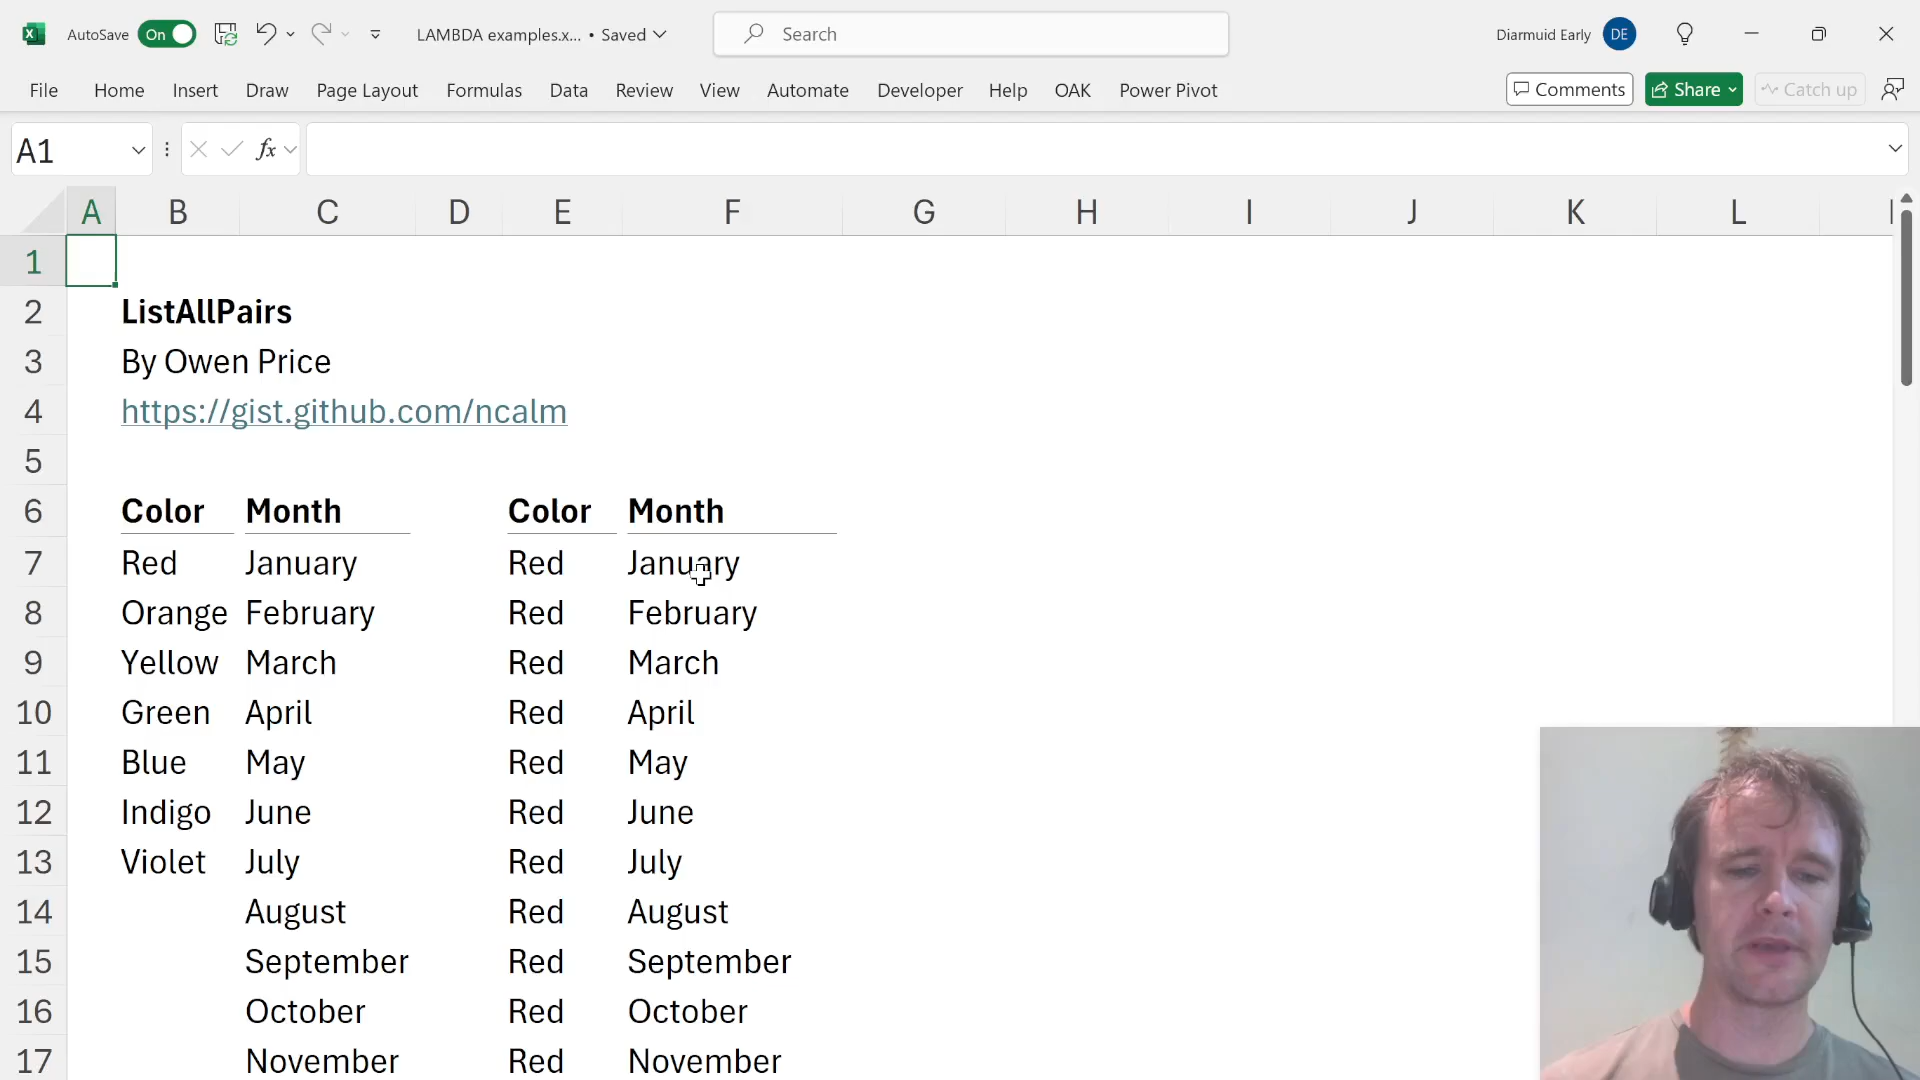 AutoSave On LAMBDA examples.x... • Saved Search Diarmuid Early DE
File Home Insert Draw Page Layout Formulas Data Review View Automate Developer Help OAK Power Pivot Comments Share Catch up
A1 fx
A B C D E F G H I J K L
1
2 ListAllPairs
3 By Owen Price
4 https://gist.github.com/ncalm
5
6 Color Month Color Month
7 Red January Red January
8 Orange February Red February
9 Yellow March Red March
10 Green April Red April
11 Blue May Red May
12 Indigo June Red June
13 Violet July Red July
14 August Red August
15 September Red September
16 October Red October
17 November Red November